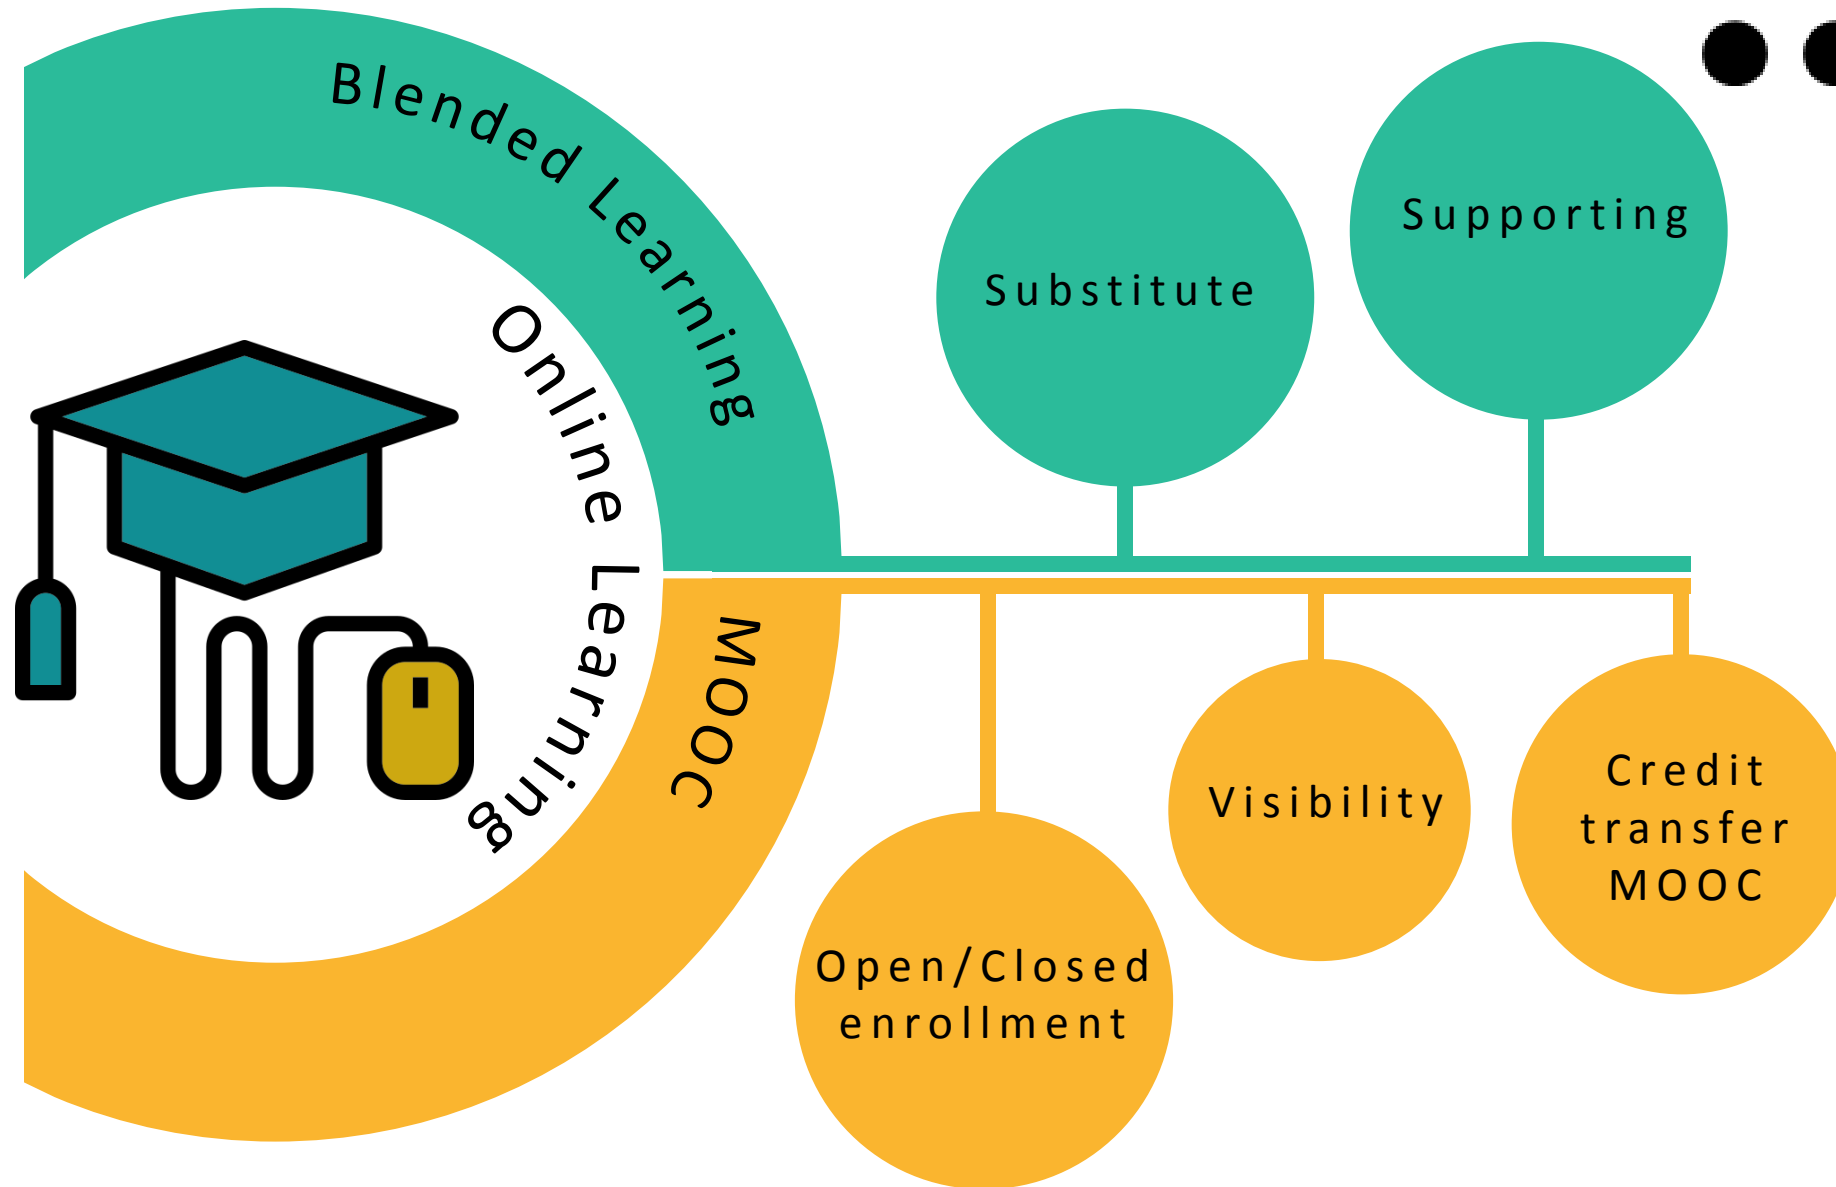 Blended Learning
Online Learning
MOOC
Substitute
Supporting
Open/Closed
enrollment
Visibility
Credit
transfer
MOOC